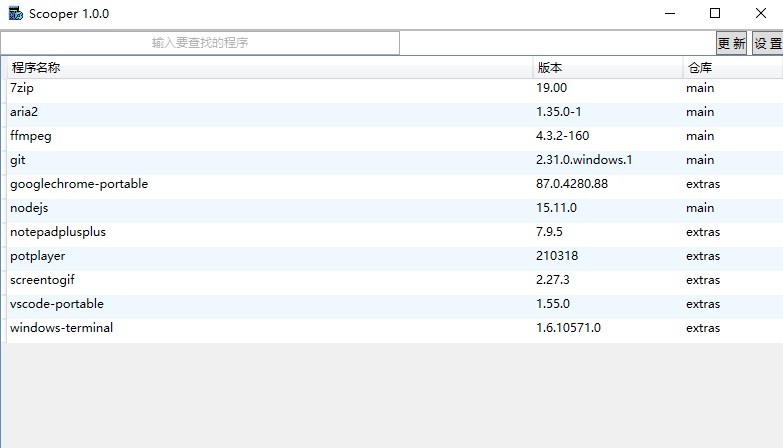 Scooper 1.0.0
输入要查找的程序 更新 设置
程序名称 版本 仓库
7zip 19.00 main
aria2 1.35.0-1 main
ffmpeg 4.3.2-160 main
git 2.31.0.windows.1 main
googlechrome-portable 87.0.4280.88 extras
nodejs 15.11.0 main
notepadplusplus 7.9.5 extras
potplayer 210318 extras
screentogif 2.27.3 extras
vscode-portable 1.55.0 extras
windows-terminal 1.6.10571.0 extras